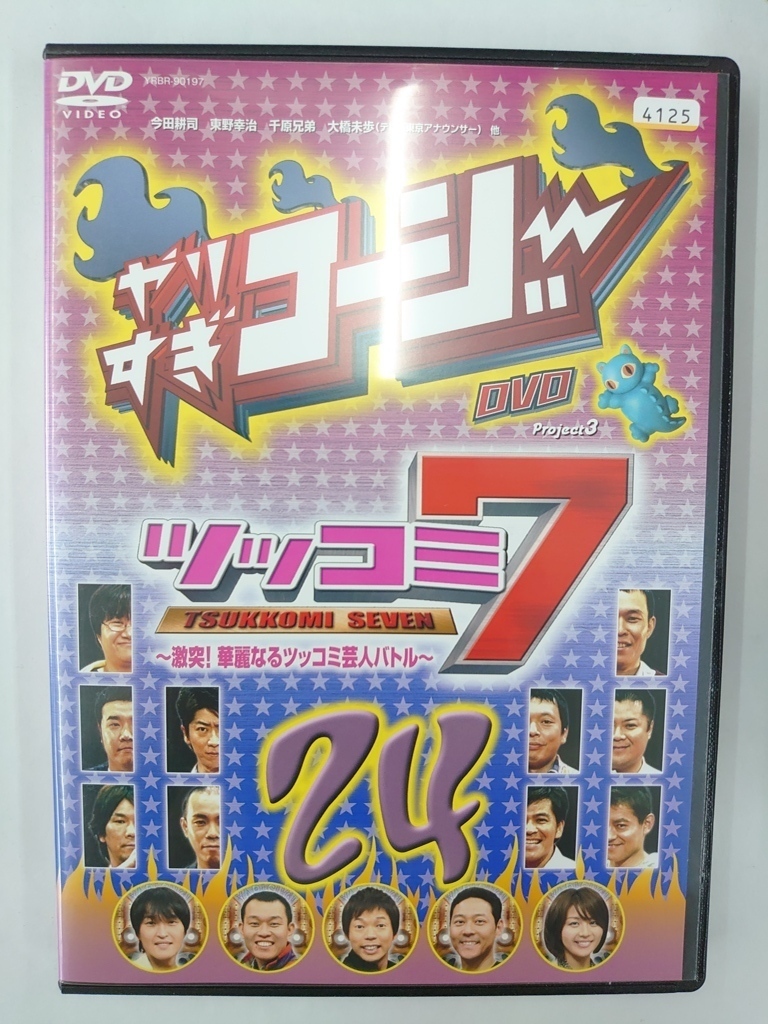 DVD
VIDEO
YRBR-90197
4125
今田耕司 東野幸治 千原兄弟 大橋未歩(テ 東京アナウンサー) 他
やり
すぎ
コージー
DVD
Project3
ツッコミ7
TSUKKOMI SEVEN
～激突! 華麗なるツッコミ芸人バトル～
24